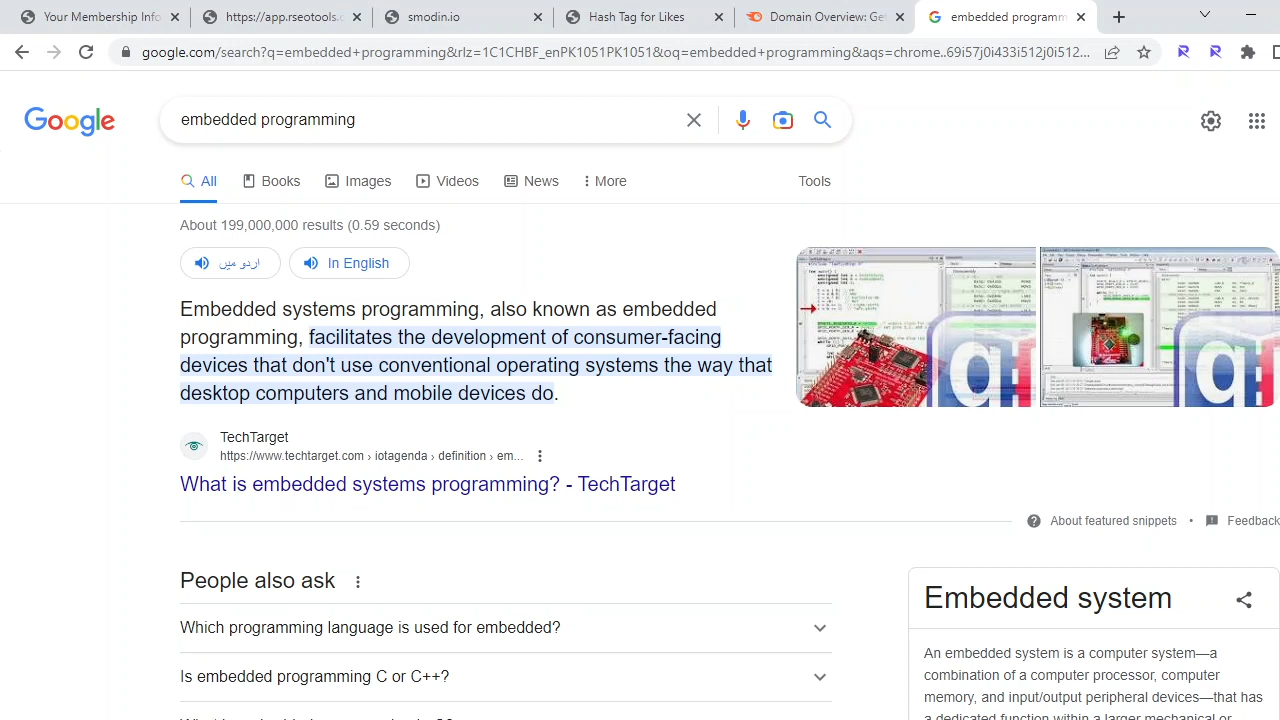 Your Membership Info
https://app.rseotools.c
smodin.io
Hash Tag for Likes
Domain Overview: Get
embedded programm
google.com/search?q=embedded+programming&rlz=1C1CHBF_enPK1051PK1051&oq=embedded+programming&aqs=chrome..69i57j0i433i512j0i512...
Google
embedded programming
All
Books
Images
Videos
News
More
Tools
About 199,000,000 results (0.59 seconds)
اردو میں
In English
Embedded systems programming, also known as embedded
programming, facilitates the development of consumer-facing
devices that don't use conventional operating systems the way that
desktop computers and mobile devices do.
TechTarget
https://www.techtarget.com › iotagenda › definition › em...
What is embedded systems programming? - TechTarget
About featured snippets • Feedback
People also ask
Which programming language is used for embedded?
Is embedded programming C or C++?
Embedded system
An embedded system is a computer system—a
combination of a computer processor, computer
memory, and input/output peripheral devices—that has
a dedicated function within a larger mechanical or